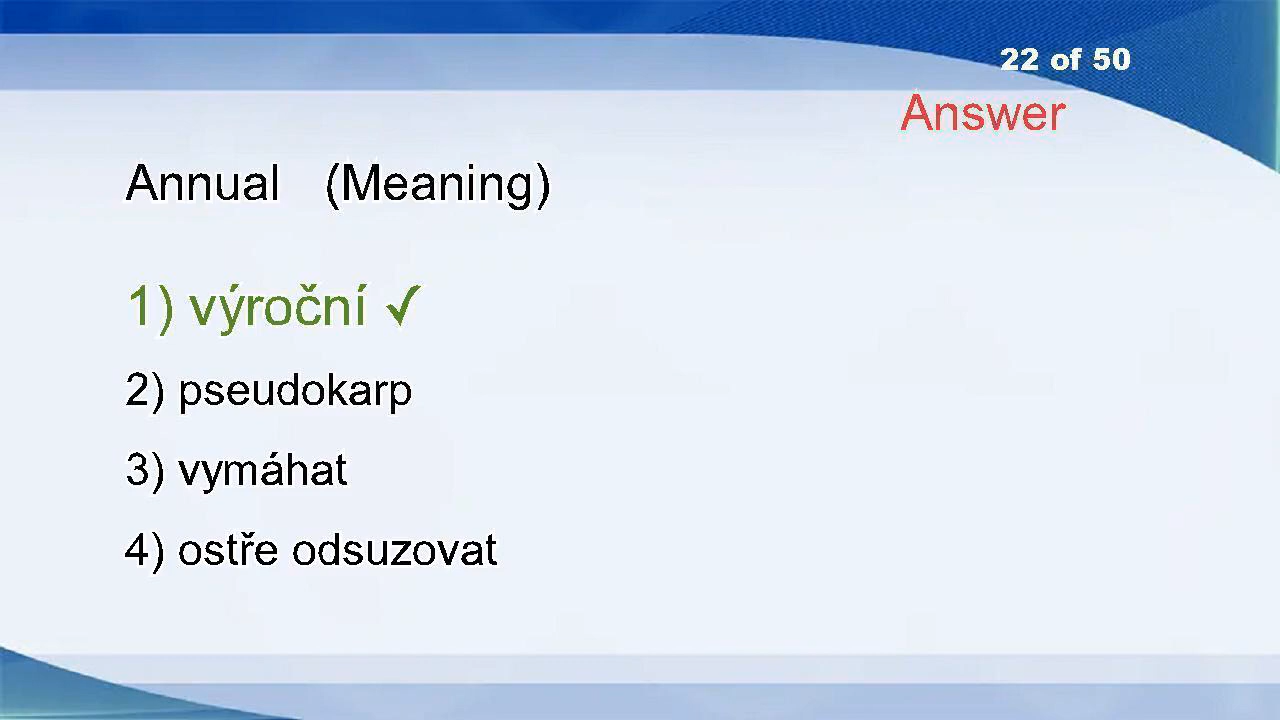 22 of 50
Answer
Annual (Meaning)
1) výroční ✓
2) pseudokarp
3) vymáhat
4) ostře odsuzovat